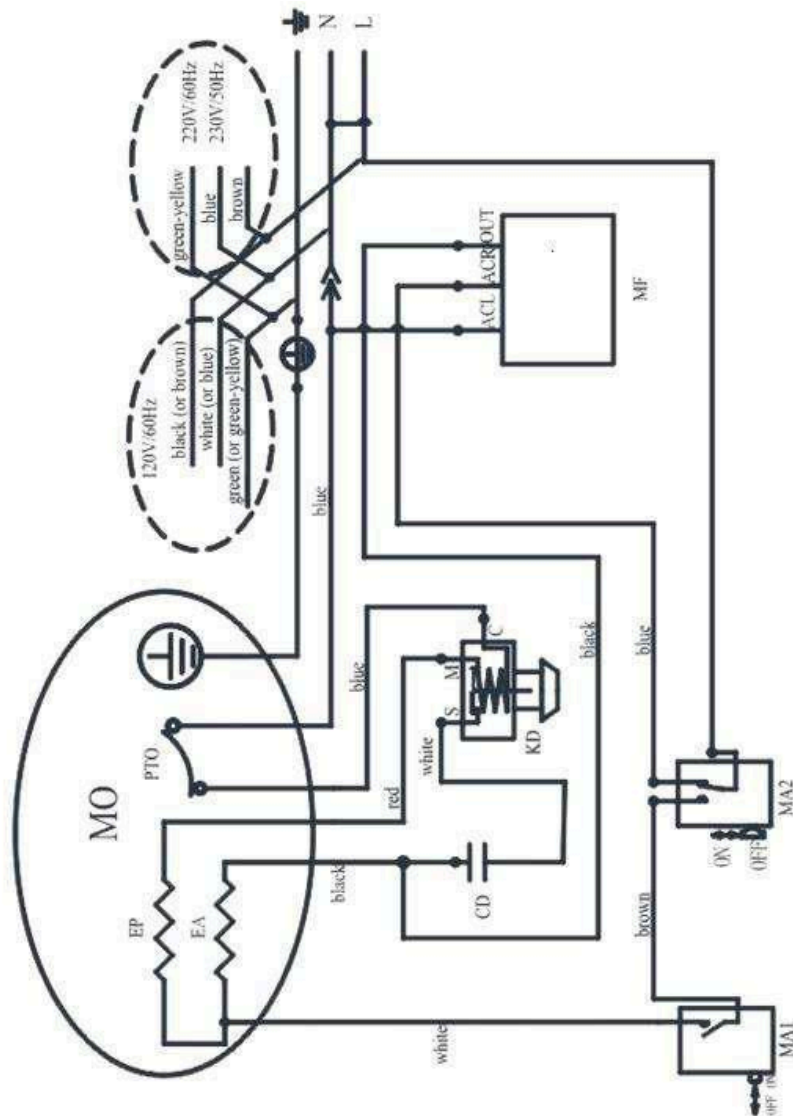 N
L
220V/60Hz
230V/50Hz
green-yellow
blue
brown
120V/60Hz
black (or brown)
white (or blue)
green (or green-yellow)
blue
ACL
ACR
OUT
MF
MO
PTO
EP
EA
blue
red
black
white
S
M
C
KD
CD
black
blue
brown
white
ON
OFF
MA2
OFF
ON
MA1